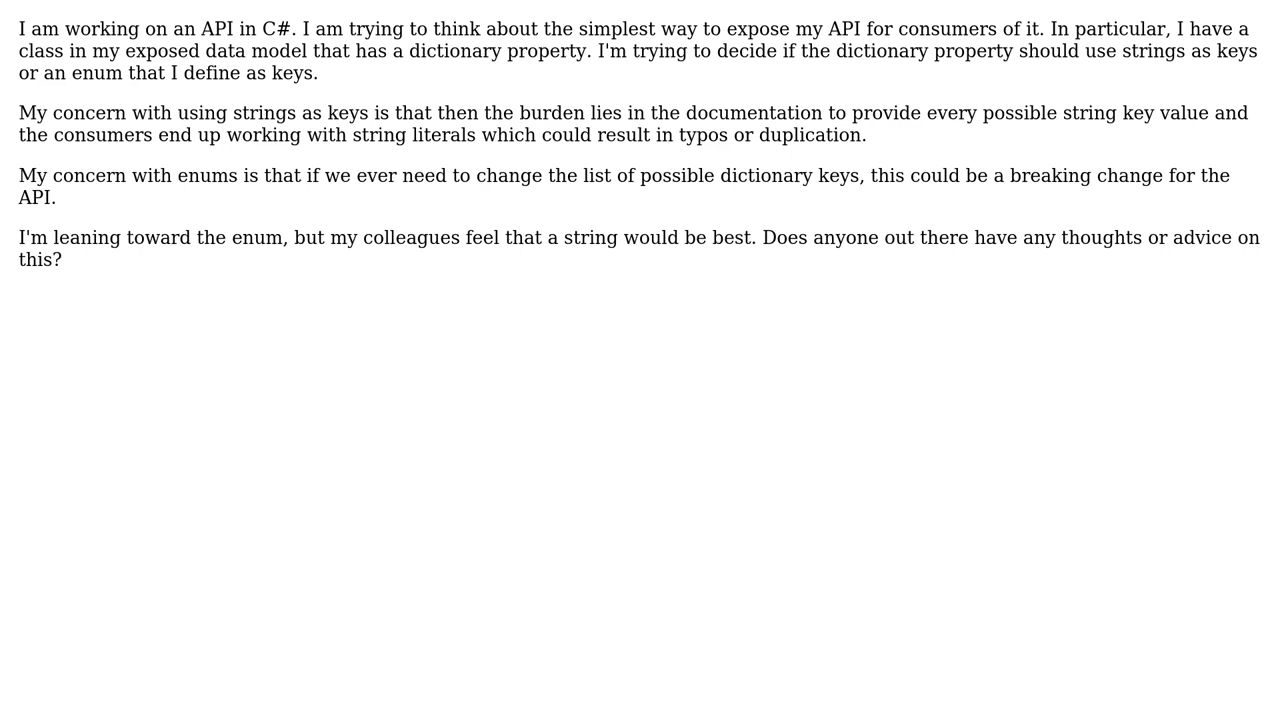 I am working on an API in C#. I am trying to think about the simplest way to expose my API for consumers of it. In particular, I have a
class in my exposed data model that has a dictionary property. I'm trying to decide if the dictionary property should use strings as keys
or an enum that I define as keys.
My concern with using strings as keys is that then the burden lies in the documentation to provide every possible string key value and
the consumers end up working with string literals which could result in typos or duplication.
My concern with enums is that if we ever need to change the list of possible dictionary keys, this could be a breaking change for the
API.
I'm leaning toward the enum, but my colleagues feel that a string would be best. Does anyone out there have any thoughts or advice on
this?